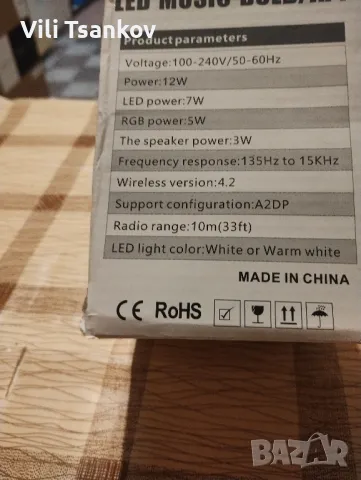 Vili Tsankov
LED MUSIC BULB
Product parameters
Voltage:100-240V/50-60Hz
Power:12W
LED power:7W
RGB power:5W
The speaker power:3W
Frequency response:135Hz to 15KHz
Wireless version:4.2
Support configuration:A2DP
Radio range:10m(33ft)
LED light color:White or Warm white
MADE IN CHINA
CE RoHS
BAZAR